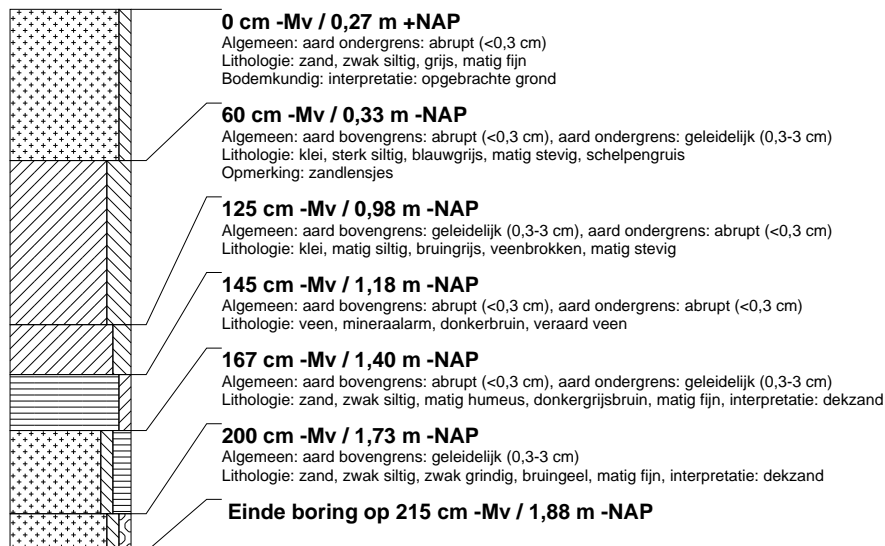 0 cm -Mv / 0,27 m +NAP
Algemeen: aard ondergrens: abrupt (<0,3 cm)
Lithologie: zand, zwak siltig, grijs, matig fijn
Bodemkundig: interpretatie: opgebrachte grond
60 cm -Mv / 0,33 m -NAP
Algemeen: aard bovengrens: abrupt (<0,3 cm), aard ondergrens: geleidelijk (0,3-3 cm)
Lithologie: klei, sterk siltig, blauwgrijs, matig stevig, schelpengruis
Opmerking: zandlensjes
125 cm -Mv / 0,98 m -NAP
Algemeen: aard bovengrens: geleidelijk (0,3-3 cm), aard ondergrens: abrupt (<0,3 cm)
Lithologie: klei, matig siltig, bruingrijs, veenbrokken, matig stevig
145 cm -Mv / 1,18 m -NAP
Algemeen: aard bovengrens: abrupt (<0,3 cm), aard ondergrens: abrupt (<0,3 cm)
Lithologie: veen, mineraalarm, donkerbruin, veraard veen
167 cm -Mv / 1,40 m -NAP
Algemeen: aard bovengrens: abrupt (<0,3 cm), aard ondergrens: geleidelijk (0,3-3 cm)
Lithologie: zand, zwak siltig, matig humeus, donkergrijsbruin, matig fijn, interpretatie: dekzand
200 cm -Mv / 1,73 m -NAP
Algemeen: aard bovengrens: geleidelijk (0,3-3 cm)
Lithologie: zand, zwak siltig, zwak grindig, bruingeel, matig fijn, interpretatie: dekzand
Einde boring op 215 cm -Mv / 1,88 m -NAP